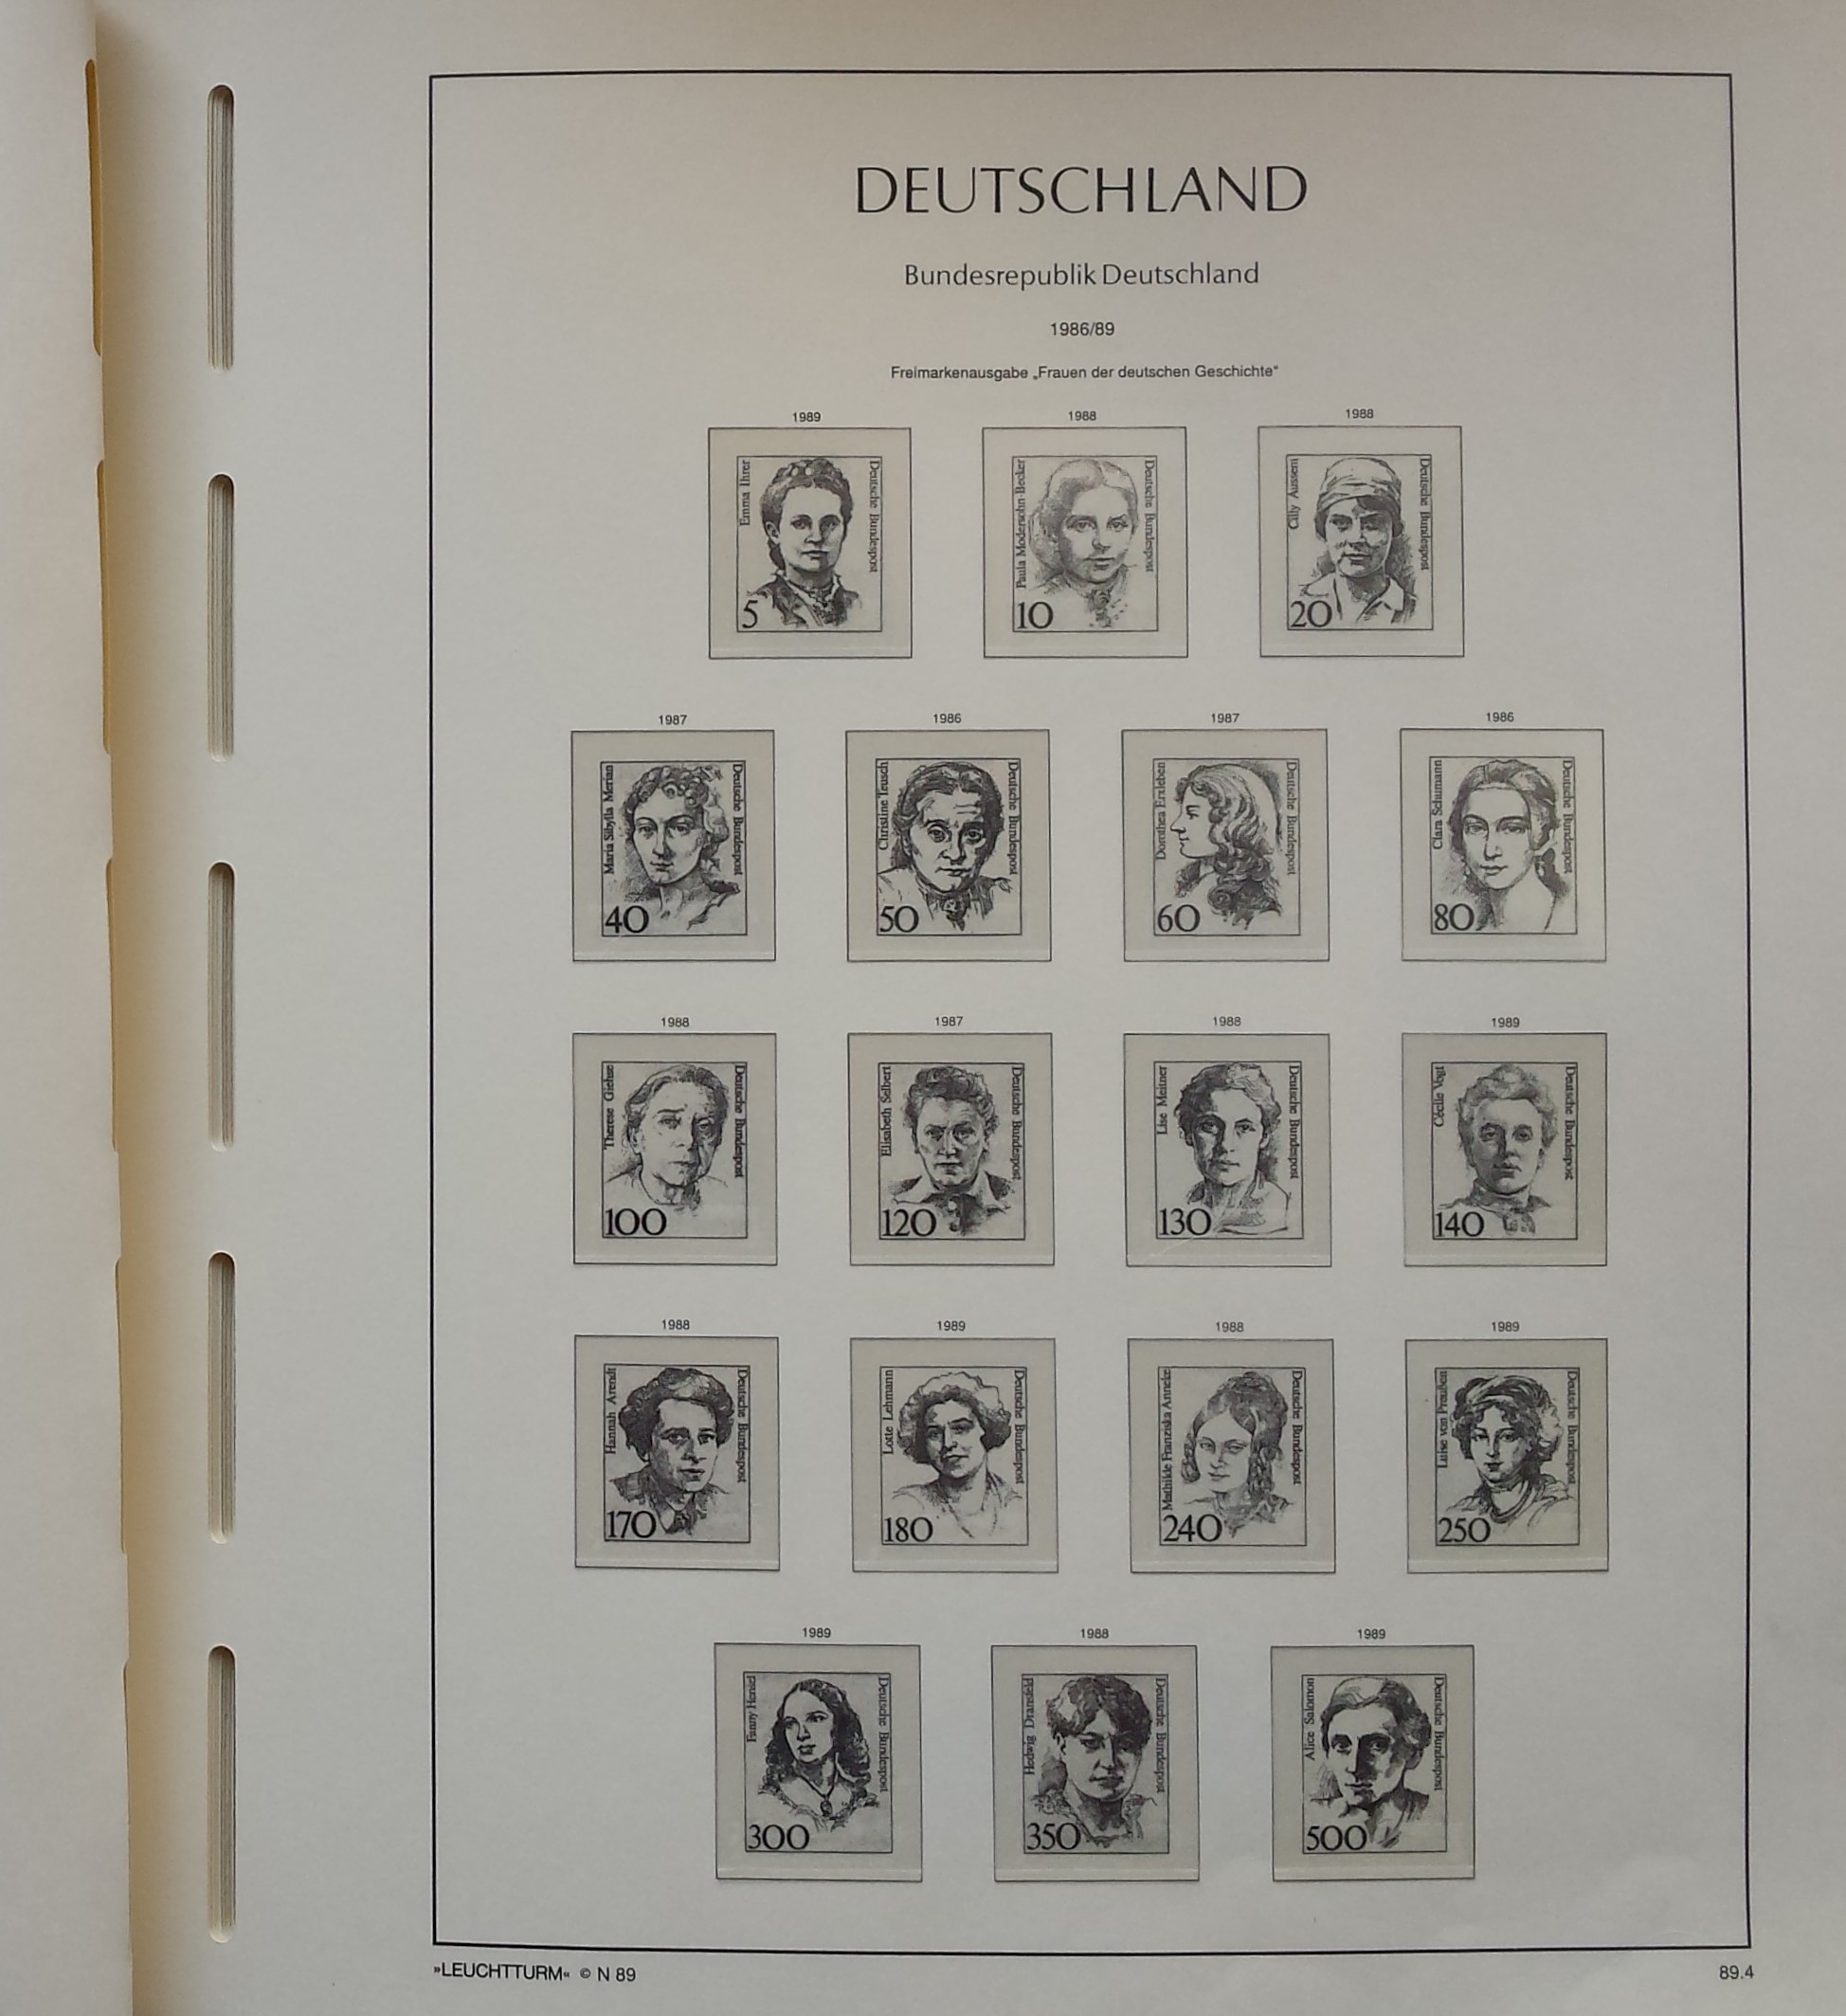 DEUTSCHLAND
Bundesrepublik Deutschland
1986/89
Freimarkenausgabe „Frauen der deutschen Geschichte“
1989
Emma Ihrer
Deutsche Bundespost
5
1988
Paula Modersohn-Becker
Deutsche Bundespost
10
1988
Cilly Aussem
Deutsche Bundespost
20
1987
Maria Sibylla Merian
Deutsche Bundespost
40
1986
Christine Teusch
Deutsche Bundespost
50
1987
Dorothea Erxleben
Deutsche Bundespost
60
1986
Clara Schumann
Deutsche Bundespost
80
1988
Therese Giehse
Deutsche Bundespost
100
1987
Elisabeth Selbert
Deutsche Bundespost
120
1988
Lise Meitner
Deutsche Bundespost
130
1989
Cécile Vogt
Deutsche Bundespost
140
1988
Hannah Arendt
Deutsche Bundespost
170
1989
Lotte Lehmann
Deutsche Bundespost
180
1988
Mathilde Franziska Anneke
Deutsche Bundespost
240
1989
Luise von Preußen
Deutsche Bundespost
250
1989
Fanny Hensel
Deutsche Bundespost
300
1988
Hedwig Dransfeld
Deutsche Bundespost
350
1989
Alice Salomon
Deutsche Bundespost
500
»LEUCHTTURM« © N 89
89.4